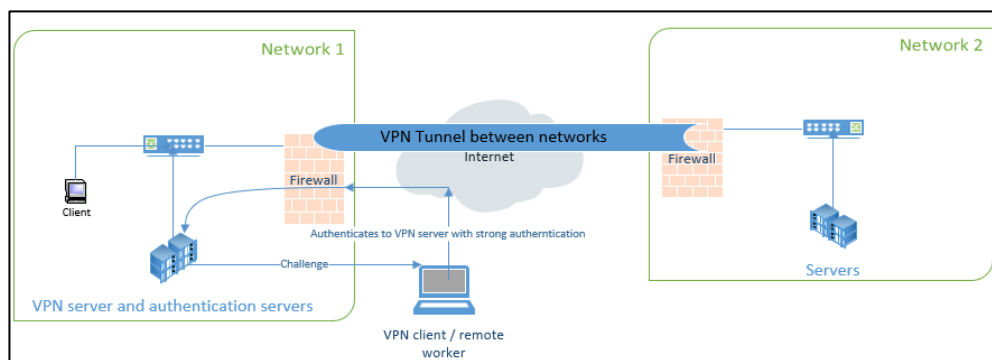 Network 1
Network 2
VPN Tunnel between networks
Internet
Firewall
Firewall
Client
Authenticates to VPN server with strong autherntication
Challenge
Servers
VPN server and authentication servers
VPN client / remote
worker